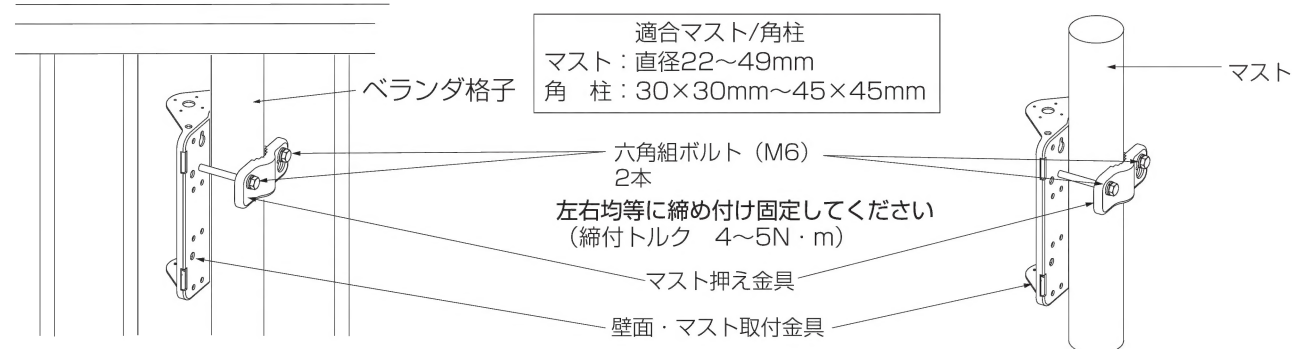 適合マスト/角柱
マスト：直径22〜49mm
角　柱：30×30mm〜45×45mm
ベランダ格子
マスト
六角組ボルト（M6）
2本
左右均等に締め付け固定してください
（締付トルク　4〜5N・m）
マスト押え金具
壁面・マスト取付金具